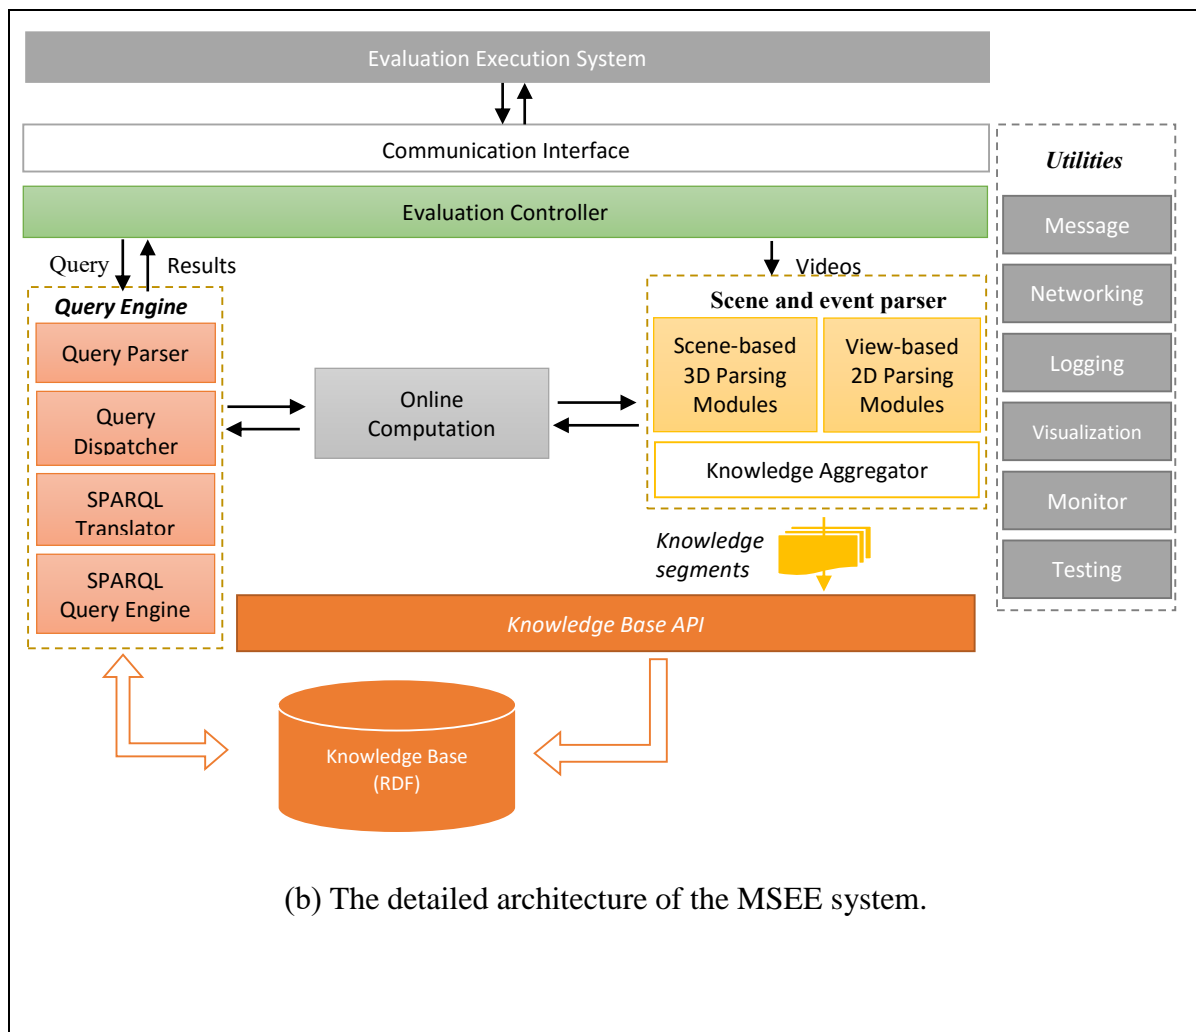 Evaluation Execution System
Communication Interface
Evaluation Controller
Query
Results
Videos
Query Engine
Query Parser
Query
Dispatcher
SPARQL
Translator
SPARQL
Query Engine
Online
Computation
Scene and event parser
Scene-based
3D Parsing
Modules
View-based
2D Parsing
Modules
Knowledge Aggregator
Knowledge
segments
Knowledge Base API
Knowledge Base
(RDF)
Utilities
Message
Networking
Logging
Visualization
Monitor
Testing
(b) The detailed architecture of the MSEE system.